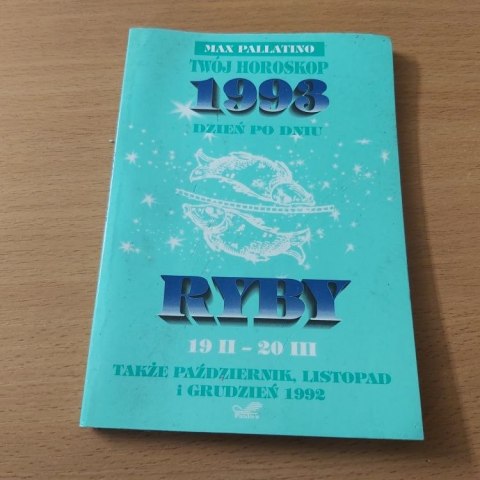 MAX PALLATINO
TWÓJ HOROSKOP
1993
DZIEŃ PO DNIU
RYBY
19 II – 20 III
TAKŻE PAŹDZIERNIK, LISTOPAD
i GRUDZIEŃ 1992